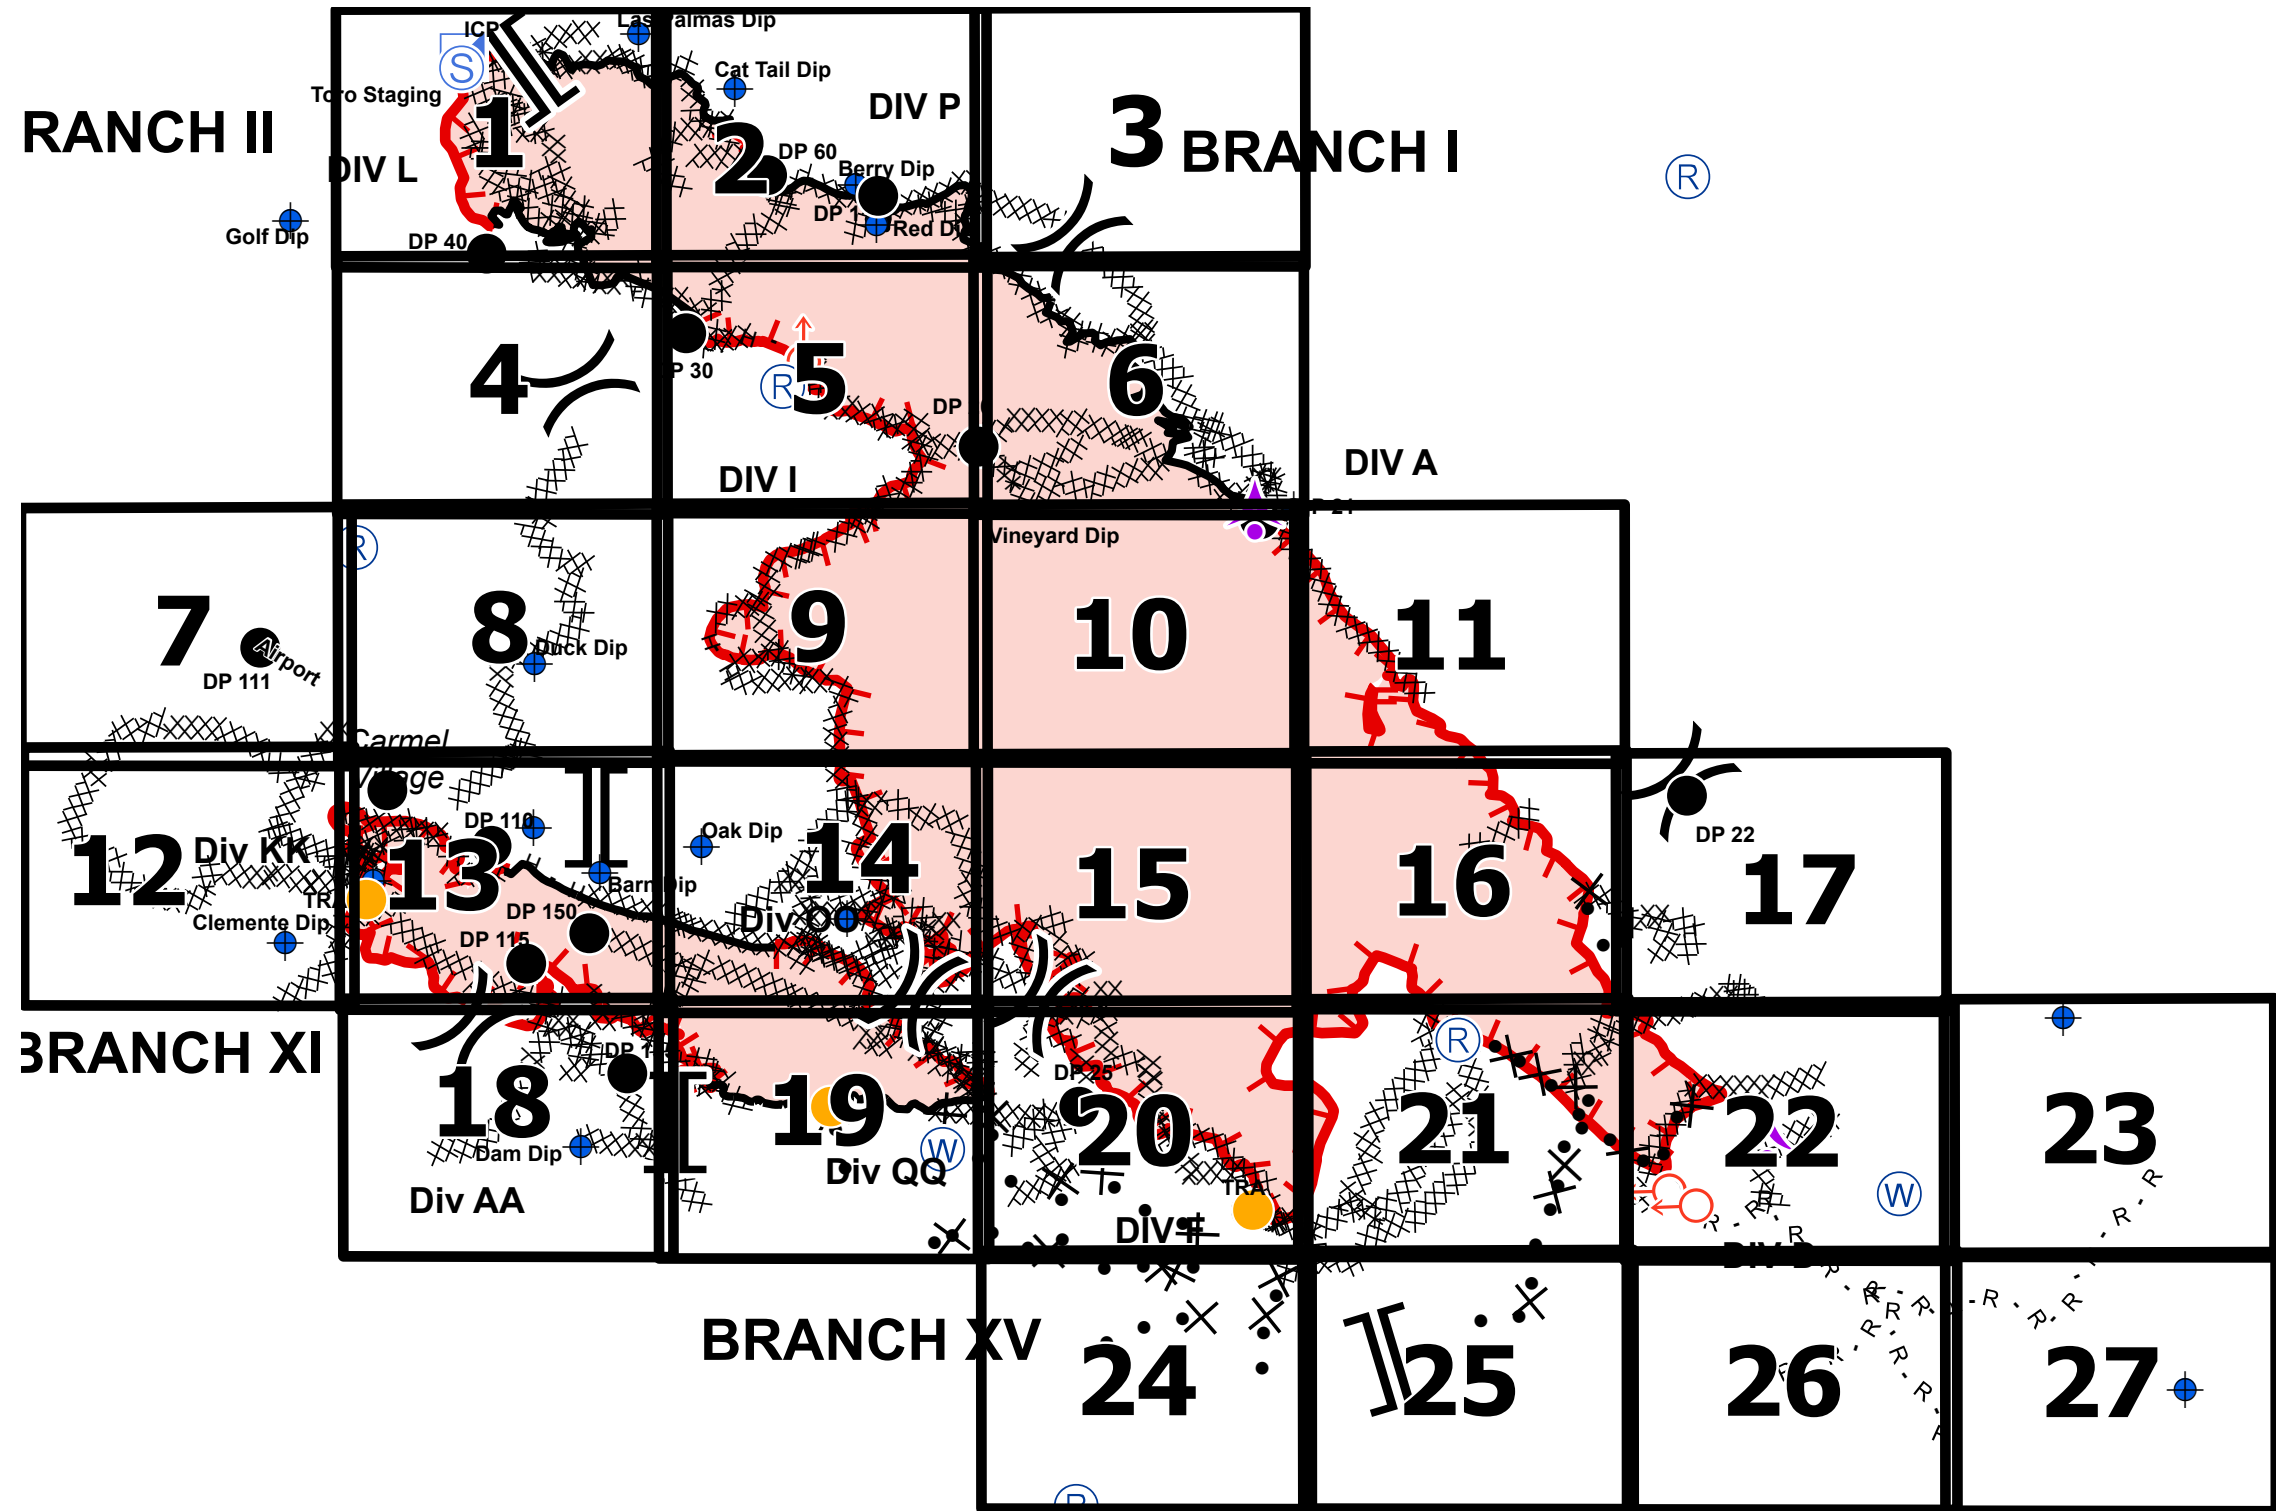 ICP
Las Palmas Dip
S
Cat Tail Dip
Toro Staging
DIV P
RANCH II
1
2
3
BRANCH I
DP 60
Berry Dip
DIV L
R
DP 1
Red D
Golf Dip
DP 40
4
5
6
P 30
R
DP
DIV I
DIV A
Vineyard Dip
R
7
8
9
10
11
Airport
DP 111
Duck Dip
Carmel
Village
12
Div KK
13
DP 110
Oak Dip
14
15
16
17
DP 22
Barn Dip
TRA
Clemente Dip
DP 150
Div OO
DP 115
BRANCH XI
R
DP 1
DP 25
18
19
20
21
22
23
Dam Dip
W
Div QQ
Div AA
TRA
W
DIV F
R - R - R
DIV D
BRANCH XV
24
25
26
27
R